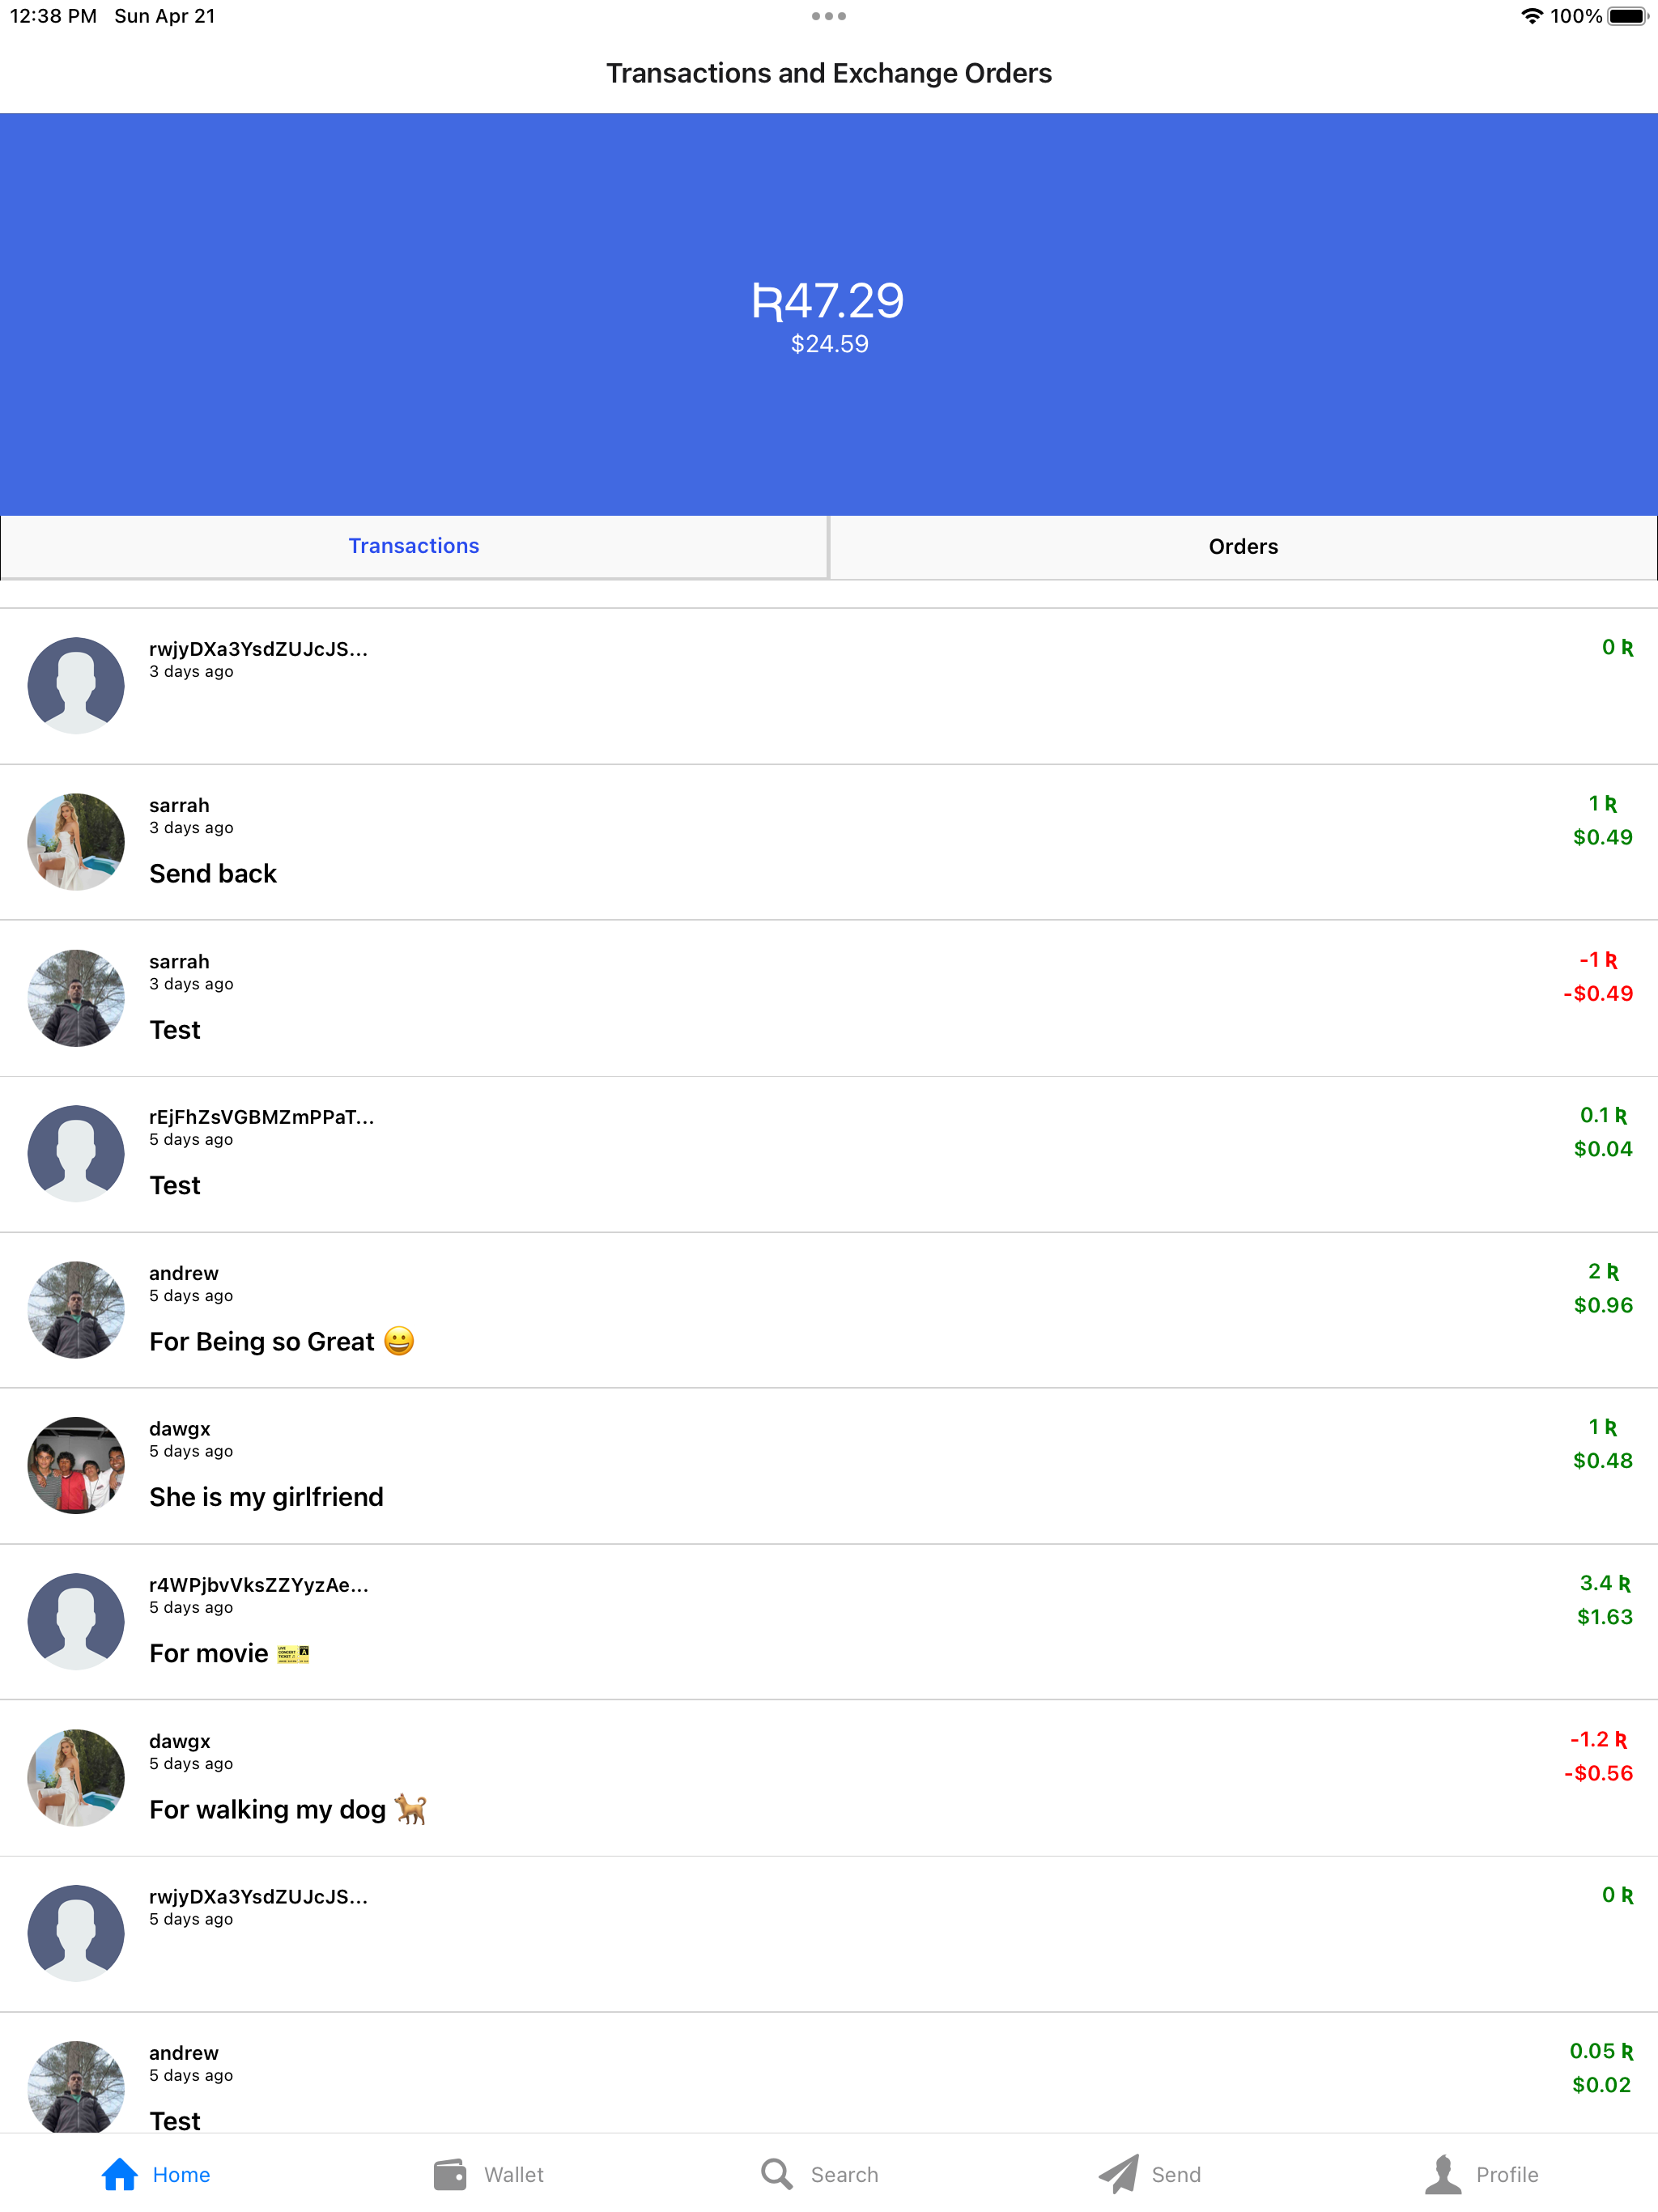 12:38 PM Sun Apr 21
100%
Transactions and Exchange Orders
Ʀ47.29
$24.59
Transactions
Orders
rwjyDXa3YsdZUJcJS...
0 Ʀ
3 days ago
sarrah
1 Ʀ
3 days ago
$0.49
Send back
sarrah
-1 Ʀ
3 days ago
-$0.49
Test
rEjFhZsVGBMZmPPaT...
0.1 Ʀ
5 days ago
$0.04
Test
andrew
2 Ʀ
5 days ago
$0.96
For Being so Great 😀
dawgx
1 Ʀ
5 days ago
$0.48
She is my girlfriend
r4WPjbvVksZZYyzAe...
3.4 Ʀ
5 days ago
$1.63
For movie 🎫
dawgx
-1.2 Ʀ
5 days ago
-$0.56
For walking my dog 🐕
rwjyDXa3YsdZUJcJS...
0 Ʀ
5 days ago
andrew
0.05 Ʀ
5 days ago
$0.02
Test
Home
Wallet
Search
Send
Profile